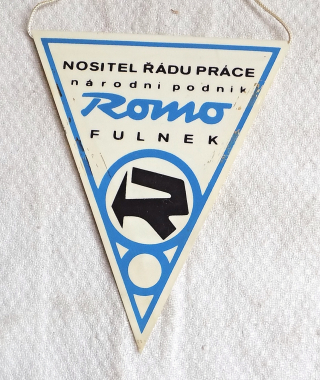 NOSITEL ŘÁDU PRÁCE
národní podnik
Romo
FULNEK